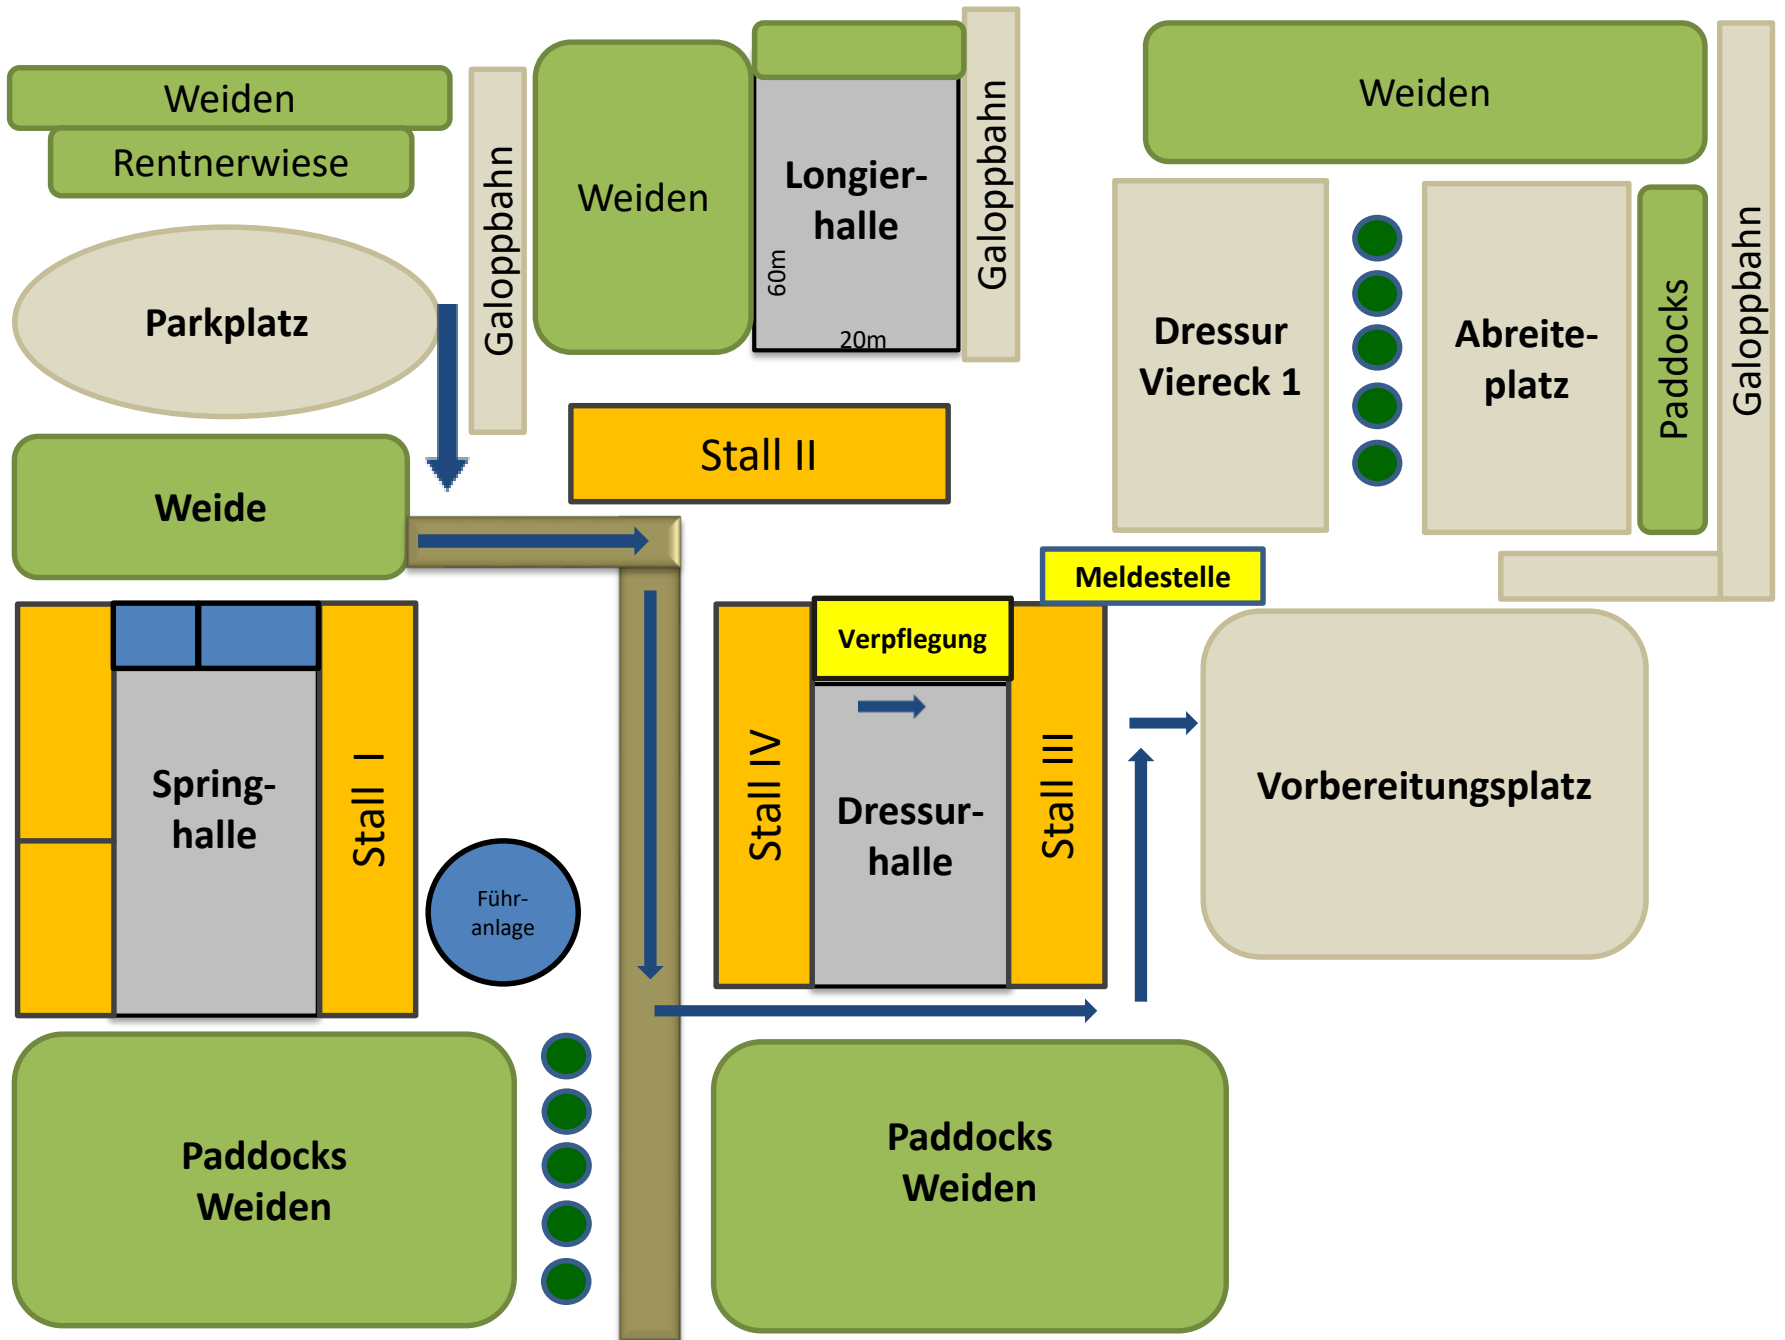 Weiden
Rentnerwiese
Parkplatz
Galoppbahn
Weiden
Longier-
halle
60m
20m
Galoppbahn
Weiden
Dressur
Viereck 1
Abreite-
platz
Paddocks
Galoppbahn
Weide
Stall II
Meldestelle
Verpflegung
Spring-
halle
Stall I
Führ-
anlage
Stall IV
Dressur-
halle
Stall III
Vorbereitungsplatz
Paddocks
Weiden
Paddocks
Weiden